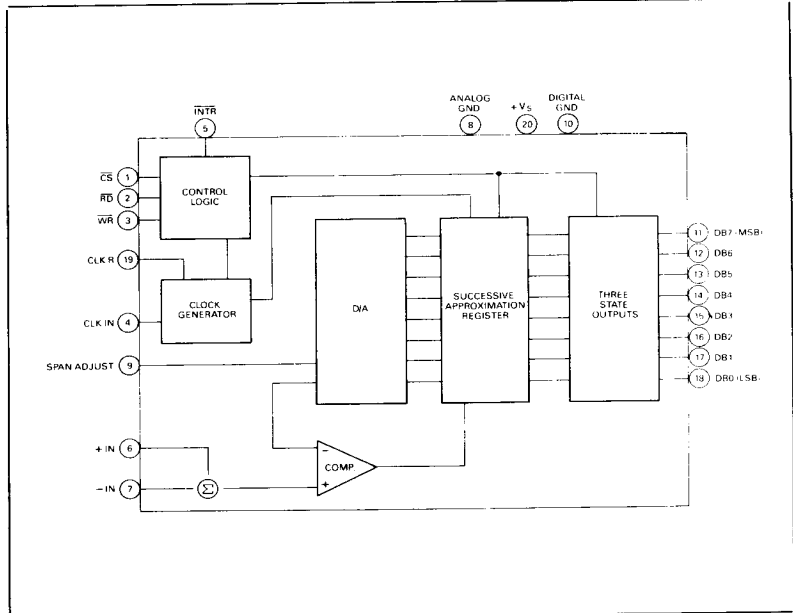 ANALOG
GND
8
+VS
20
DIGITAL
GND
10
INTR
5
CS 1
RD 2
WR 3
CONTROL
LOGIC
CLK R 19
CLOCK
GENERATOR
CLK IN 4
SPAN ADJUST 9
D/A
SUCCESSIVE
APPROXIMATION
REGISTER
THREE
STATE
OUTPUTS
11 DB7 (MSB)
12 DB6
13 DB5
14 DB4
15 DB3
16 DB2
17 DB1
18 DB0 (LSB)
+ IN 6
− IN 7
Σ
−
COMP.
+